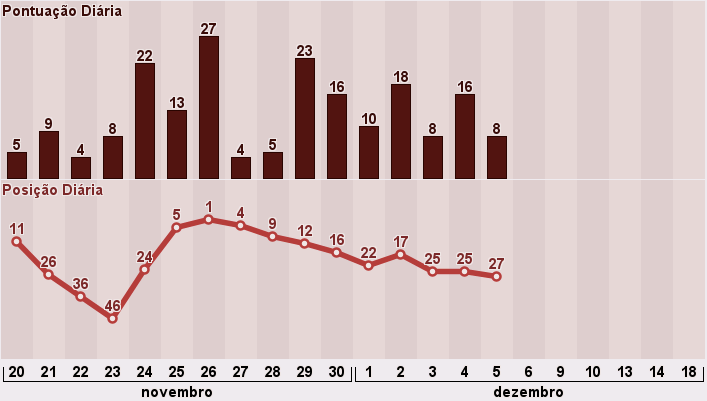 Pontuação Diária
5 9 4 8 22 13 27 4 5 23 16 10 18 8 16 8
Posição Diária
11 26 36 46 24 5 1 4 9 12 16 22 17 25 25 27
20 21 22 23 24 25 26 27 28 29 30 1 2 3 4 5 6 9 10 13 14 18
novembro dezembro